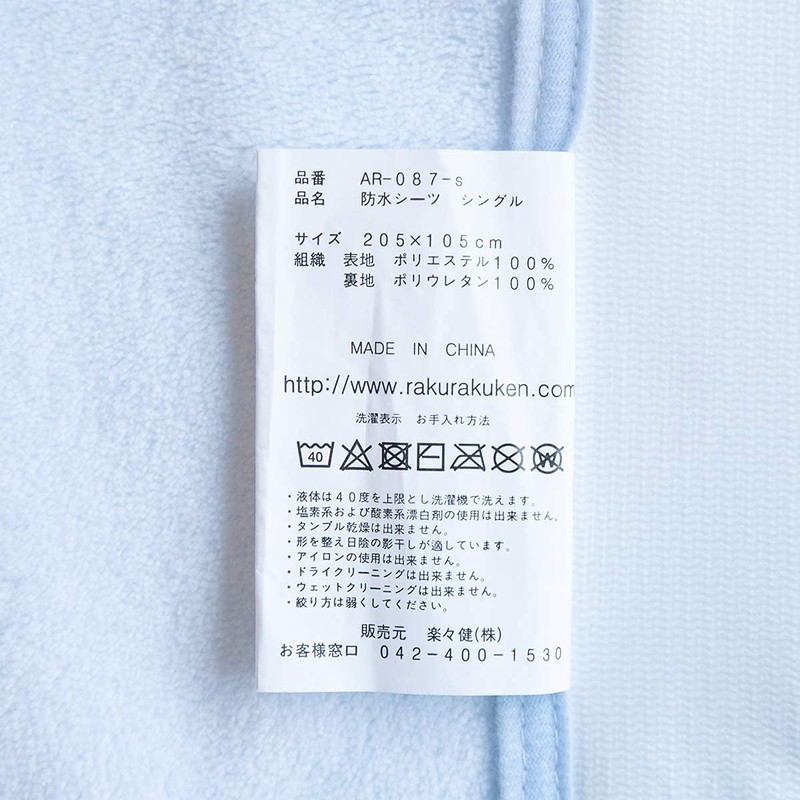 品番　AR-087-s
品名　防水シーツ　シングル
サイズ　205×105cm
組織　表地　ポリエステル100%
裏地　ポリウレタン100%
MADE IN CHINA
http://www.rakurakuken.com
洗濯表示　お手入れ方法
40
W
・液体は40度を上限とし洗濯機で洗えます。
・塩素系および酸素系漂白剤の使用は出来ません。
・タンブル乾燥は出来ません。
・形を整え日陰の影干しが適しています。
・アイロンの使用は出来ません。
・ドライクリーニングは出来ません。
・ウェットクリーニングは出来ません。
・絞り方は弱くしてください。
販売元　楽々健(株)
お客様窓口　042-400-1530